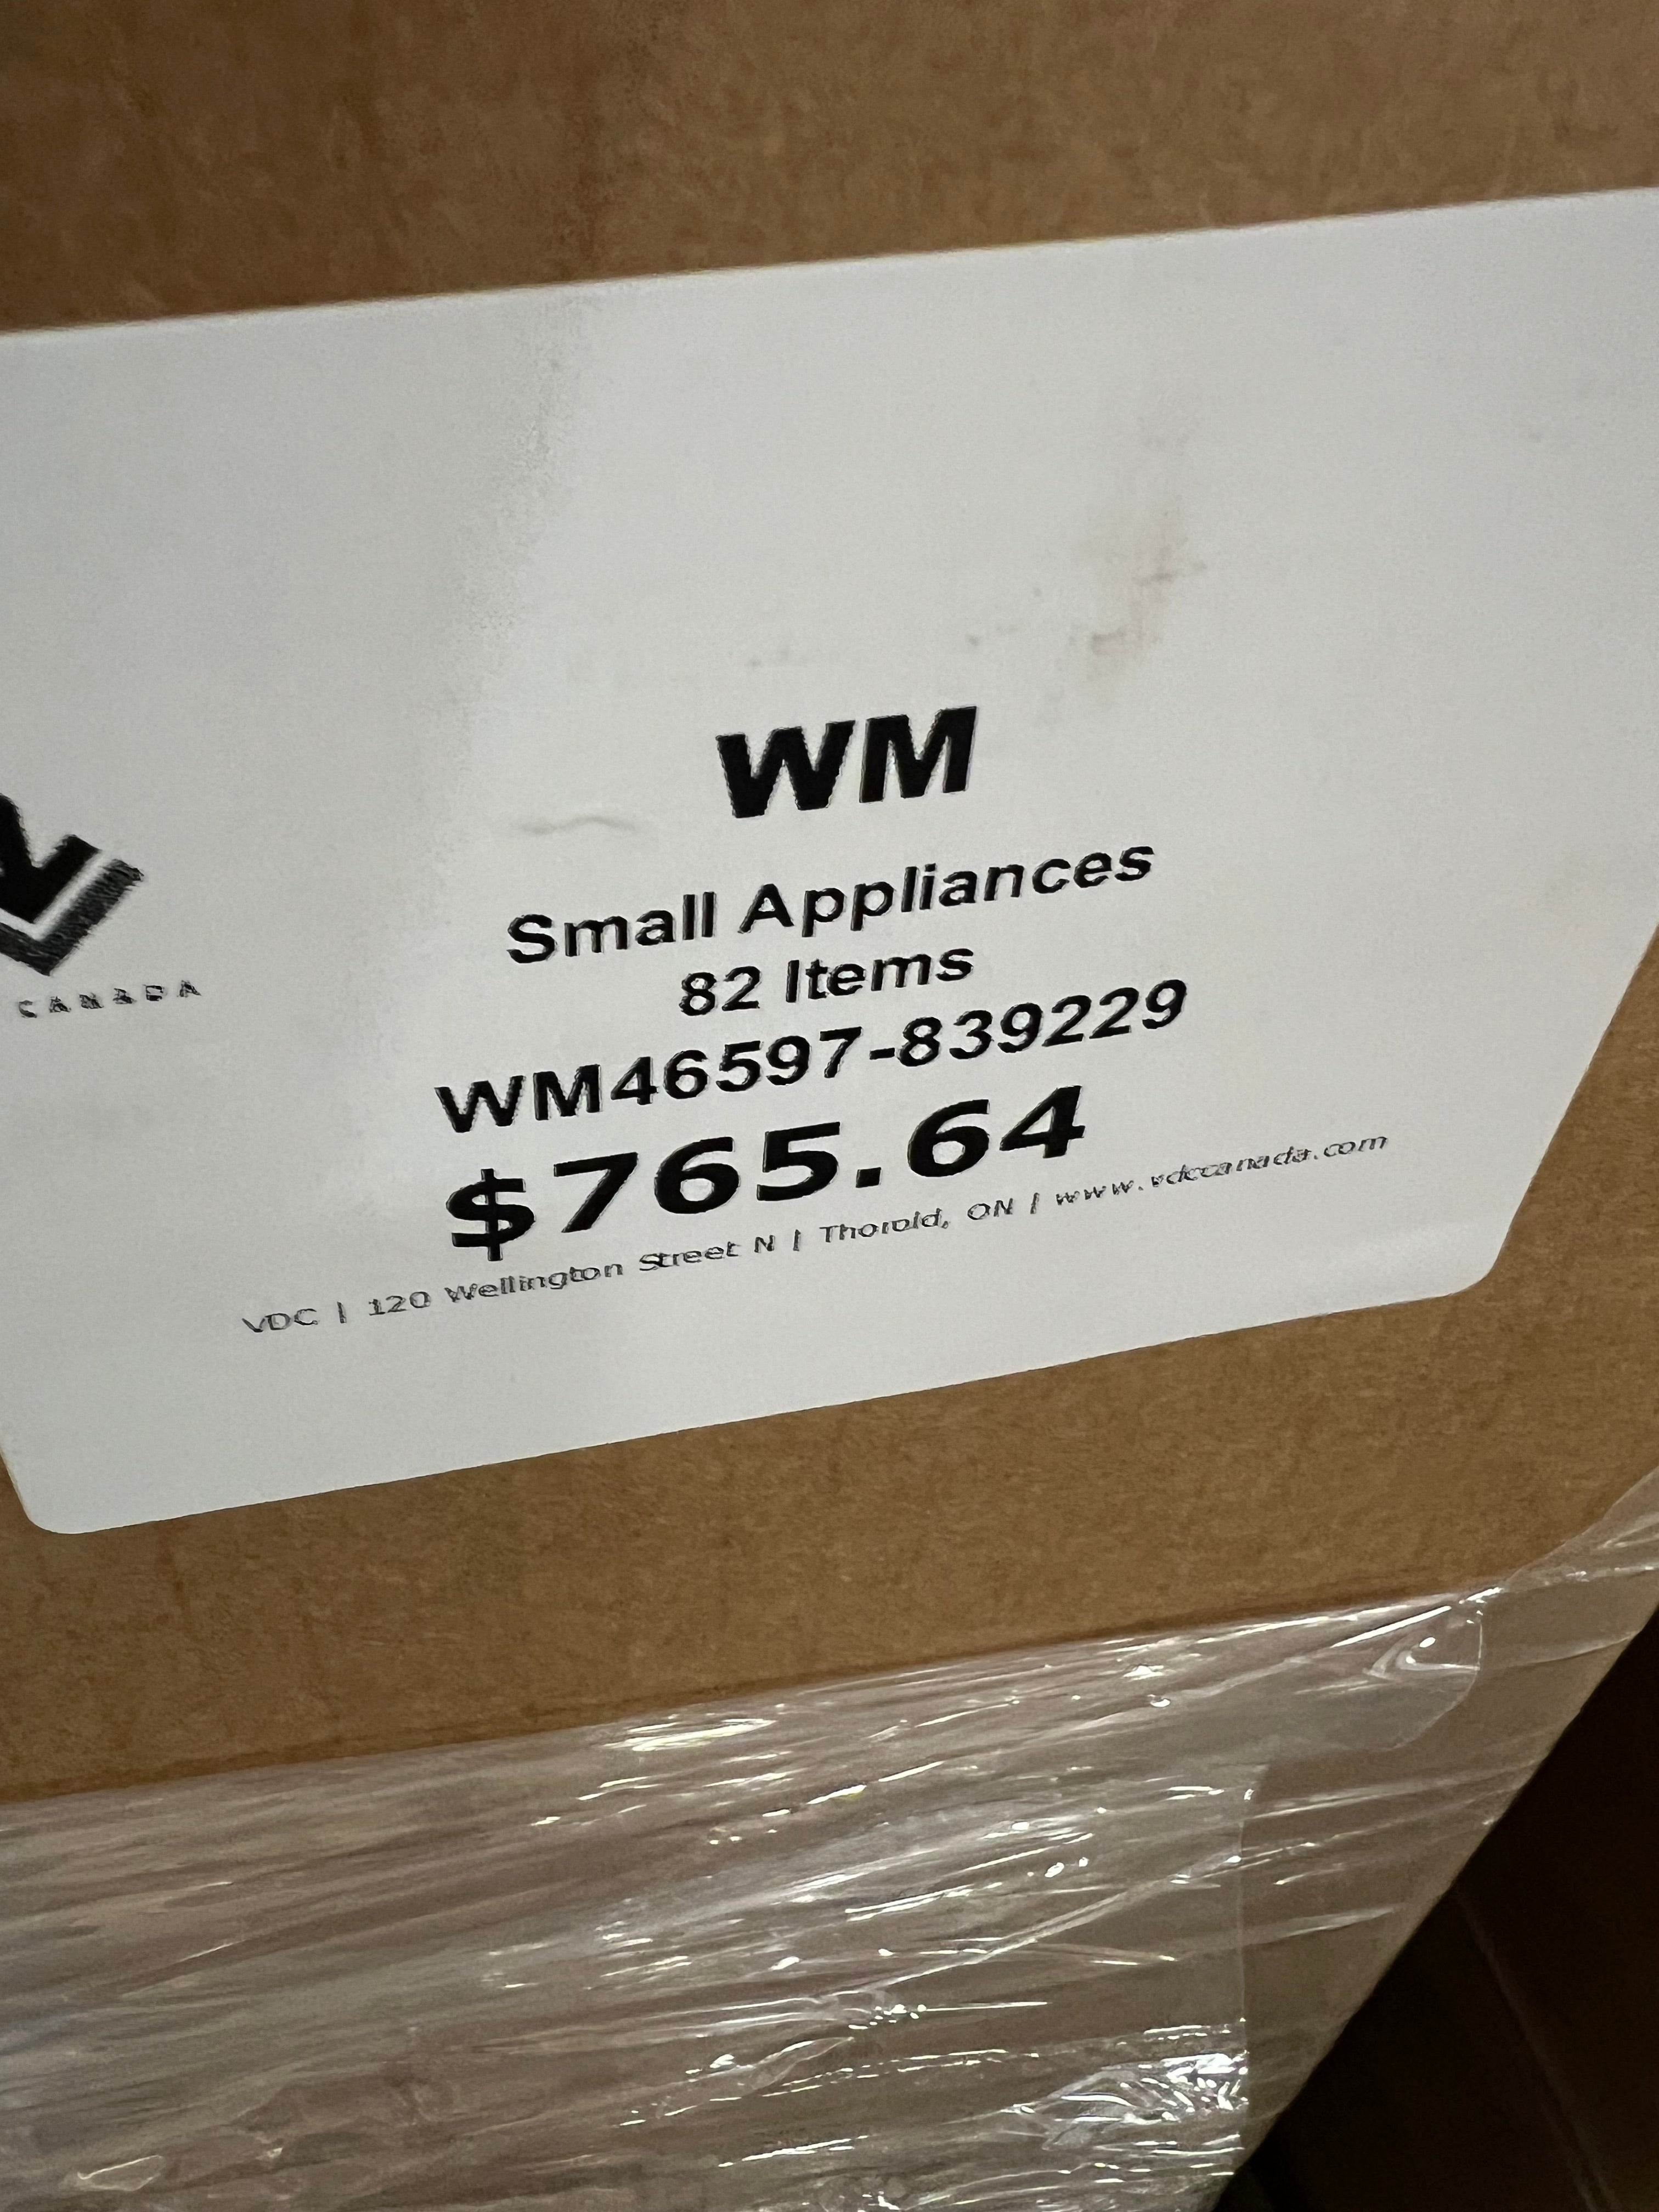 WM
Small Appliances
82 Items
WM46597-839229
$765.64
VDC | 120 Wellington Street N | Thorold, ON | www.vdccanada.com
CANADA